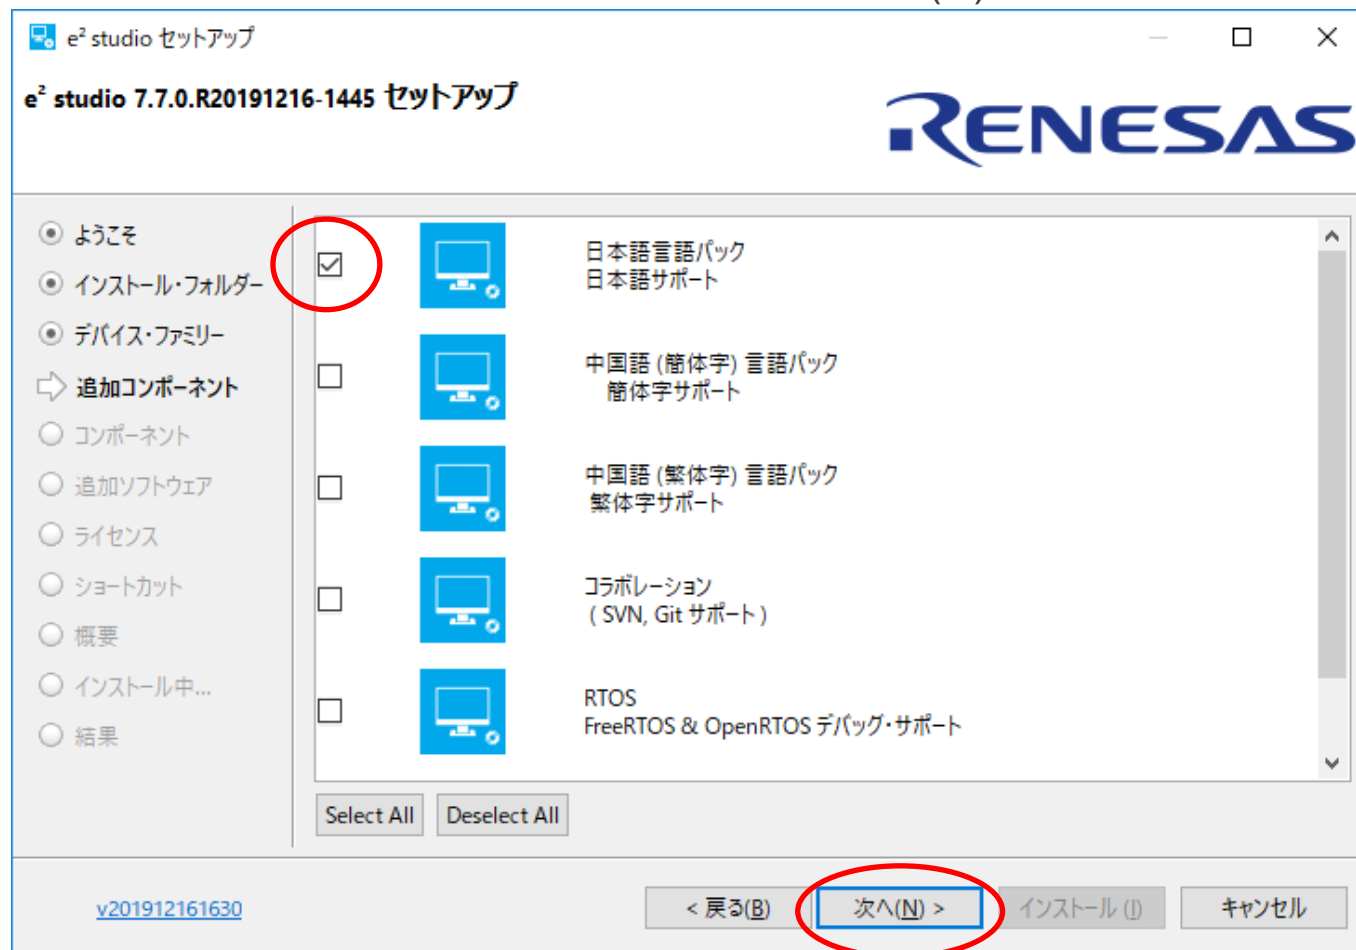 e² studio セットアップ
e² studio 7.7.0.R20191216-1445 セットアップ
RENESAS
ようこそ
インストール・フォルダー
デバイス・ファミリー
追加コンポーネント
コンポーネント
追加ソフトウェア
ライセンス
ショートカット
概要
インストール中...
結果
日本語言語パック
日本語サポート
中国語 (簡体字) 言語パック
簡体字サポート
中国語 (繁体字) 言語パック
繁体字サポート
コラボレーション
( SVN, Git サポート )
RTOS
FreeRTOS & OpenRTOS デバッグ・サポート
Select All
Deselect All
v201912161630
< 戻る(B)
次へ(N) >
インストール (I)
キャンセル